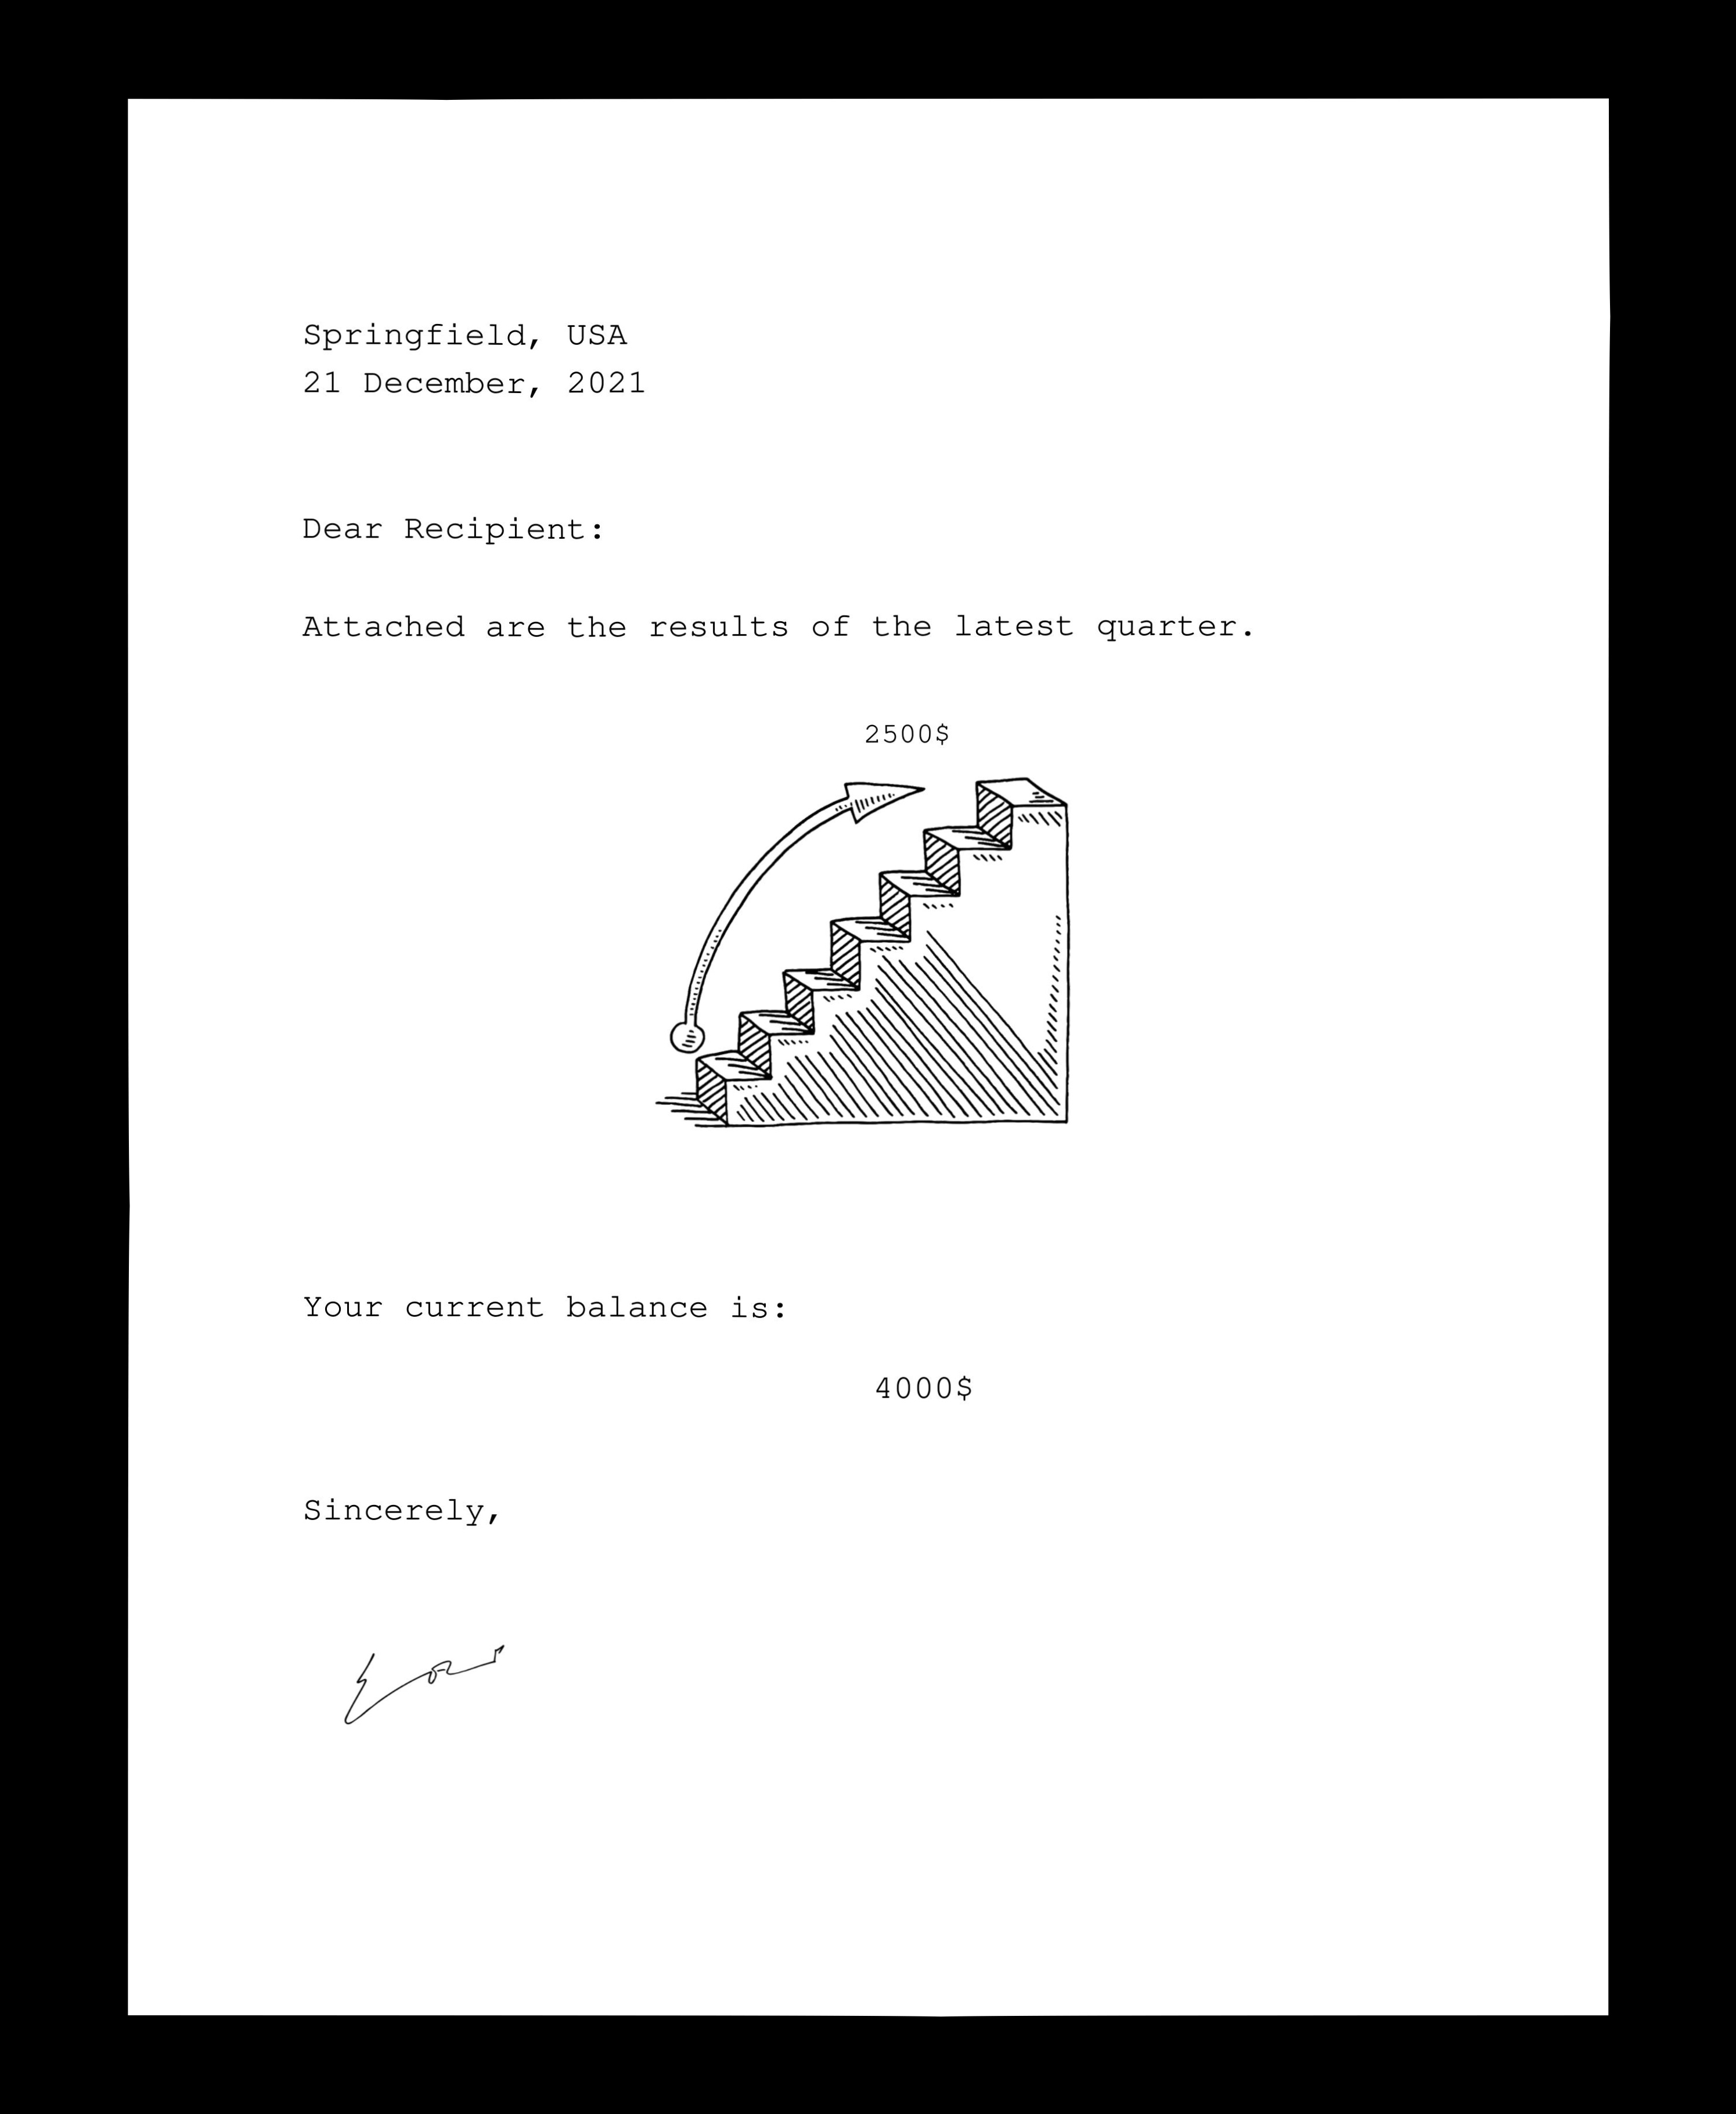 Springfield, USA
21 December, 2021
Dear Recipient:
Attached are the results of the latest quarter.
2500$
Your current balance is:
4000$
Sincerely,